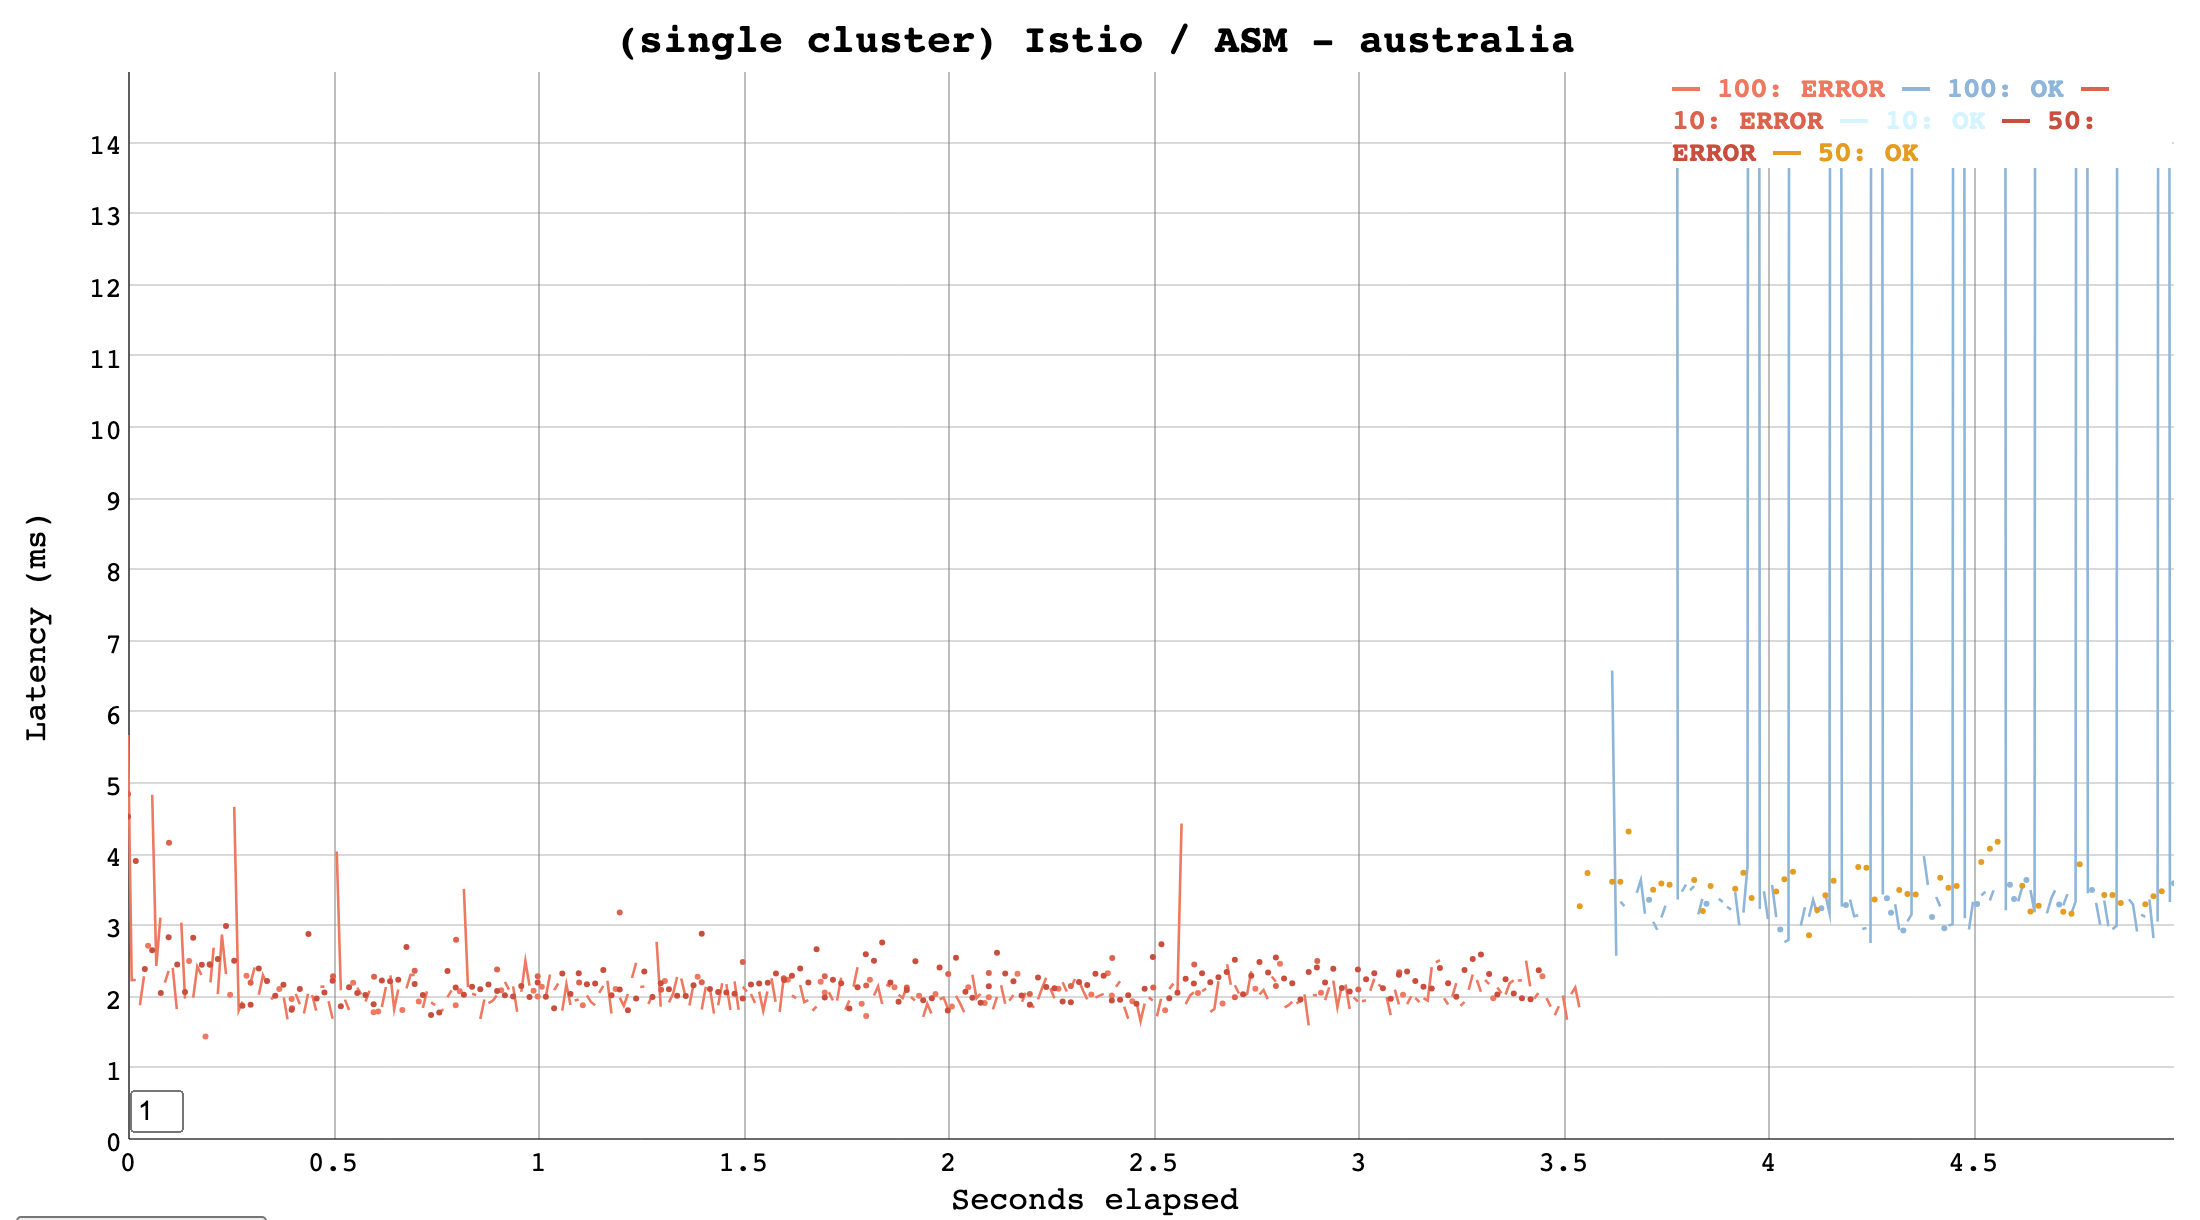 (single cluster) Istio / ASM - australia
— 100: ERROR — 100: OK —
10: ERROR — 10: OK — 50:
ERROR — 50: OK
14
13
12
11
10
9
8
7
6
5
4
3
2
1
0
Latency (ms)
1
0 0.5 1 1.5 2 2.5 3 3.5 4 4.5
Seconds elapsed